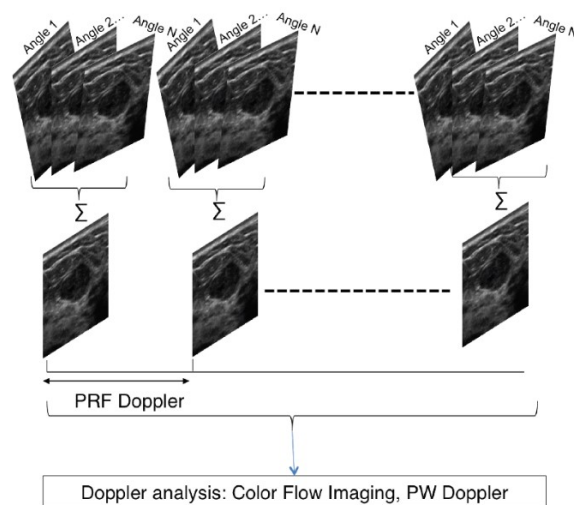 Angle 1 Angle 2... Angle N Angle 1 Angle 2... Angle N Angle 1 Angle 2... Angle N
Σ Σ Σ
PRF Doppler
Doppler analysis: Color Flow Imaging, PW Doppler